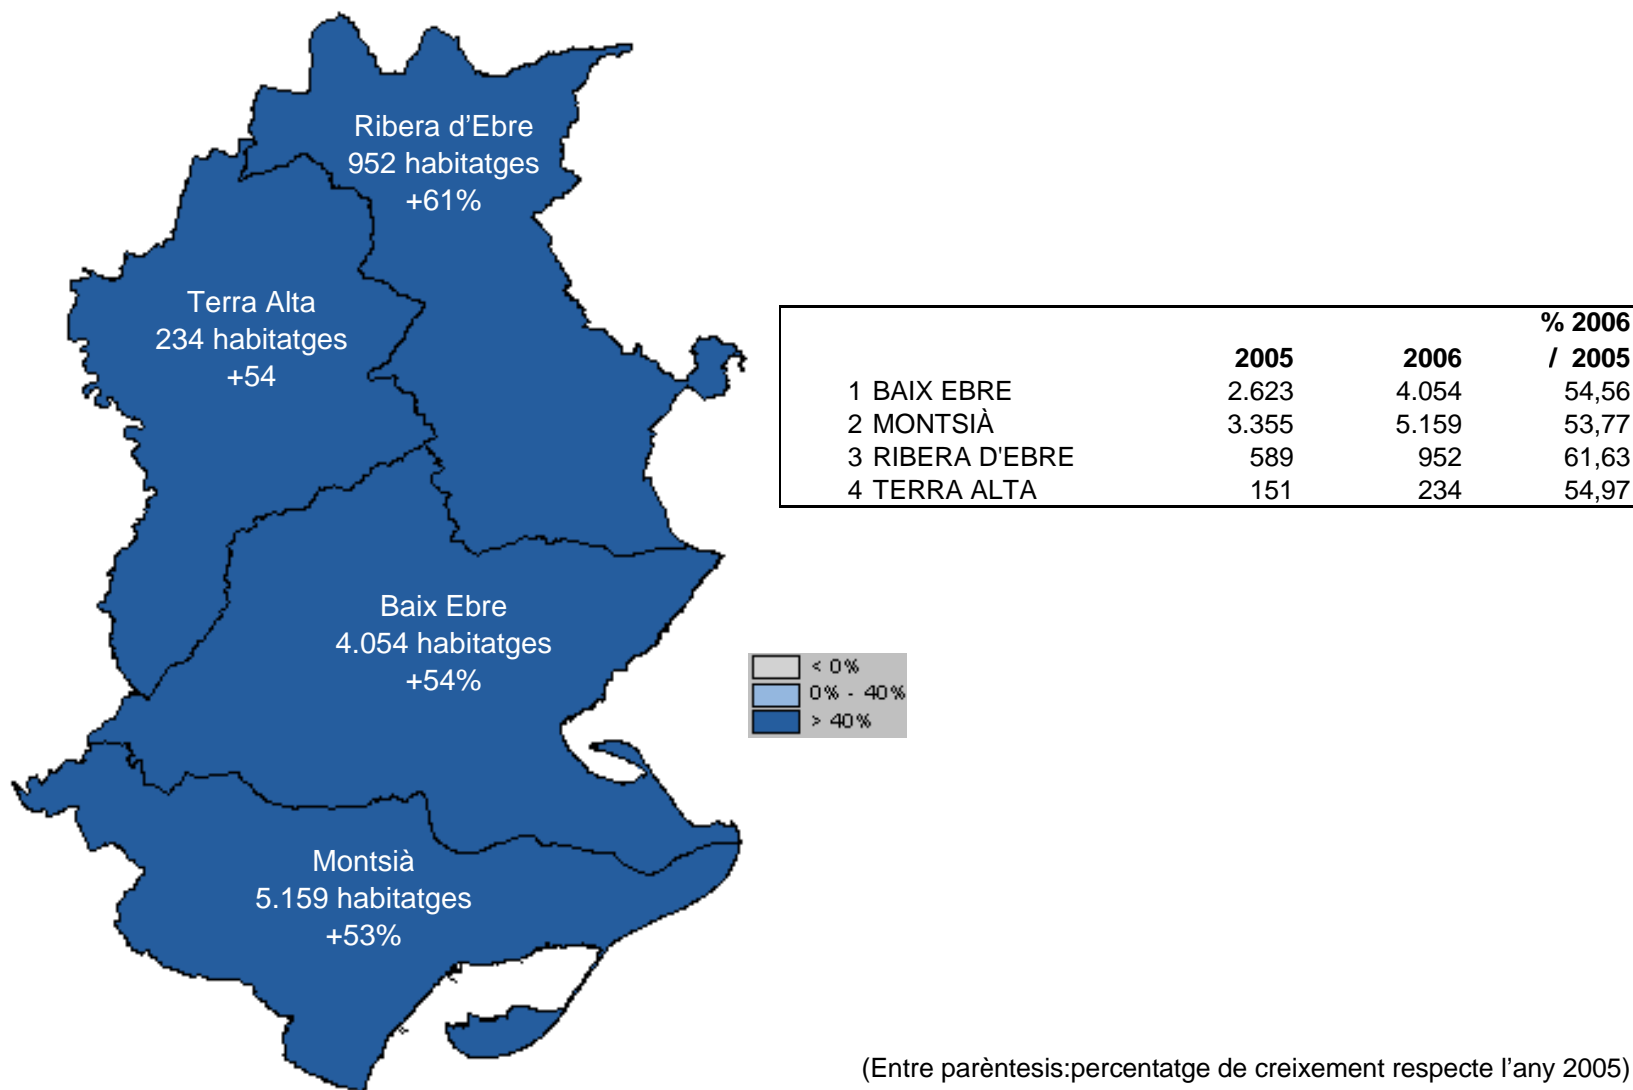 Ribera d’Ebre
952 habitatges
+61%
Terra Alta
234 habitatges
+54
Baix Ebre
4.054 habitatges
+54%
Montsià
5.159 habitatges
+53%
% 2006
2005 2006 / 2005
1 BAIX EBRE 2.623 4.054 54,56
2 MONTSIÀ 3.355 5.159 53,77
3 RIBERA D'EBRE 589 952 61,63
4 TERRA ALTA 151 234 54,97
< 0%
0% - 40%
> 40%
(Entre parèntesis:percentatge de creixement respecte l’any 2005)